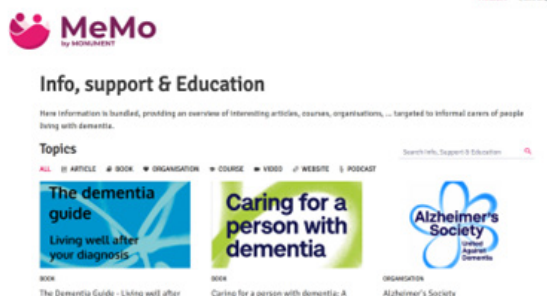 MeMo
by MONUMENT
Info, support & Education
Here information is bundled, providing an overview of interesting articles, courses, organisations, ... targeted to informal carers of people
living with dementia.
Topics
Search Info, Support & Education
ALL ARTICLE BOOK ORGANISATION COURSE VIDEO WEBSITE PODCAST
The dementia
guide
Living well after
your diagnosis
Caring for a
person with
dementia
Alzheimer's
Society
United
Against
Dementia
BOOK
BOOK
ORGANISATION
The Dementia Guide - Living well after
Caring for a person with dementia: A
Alzheimer's Society